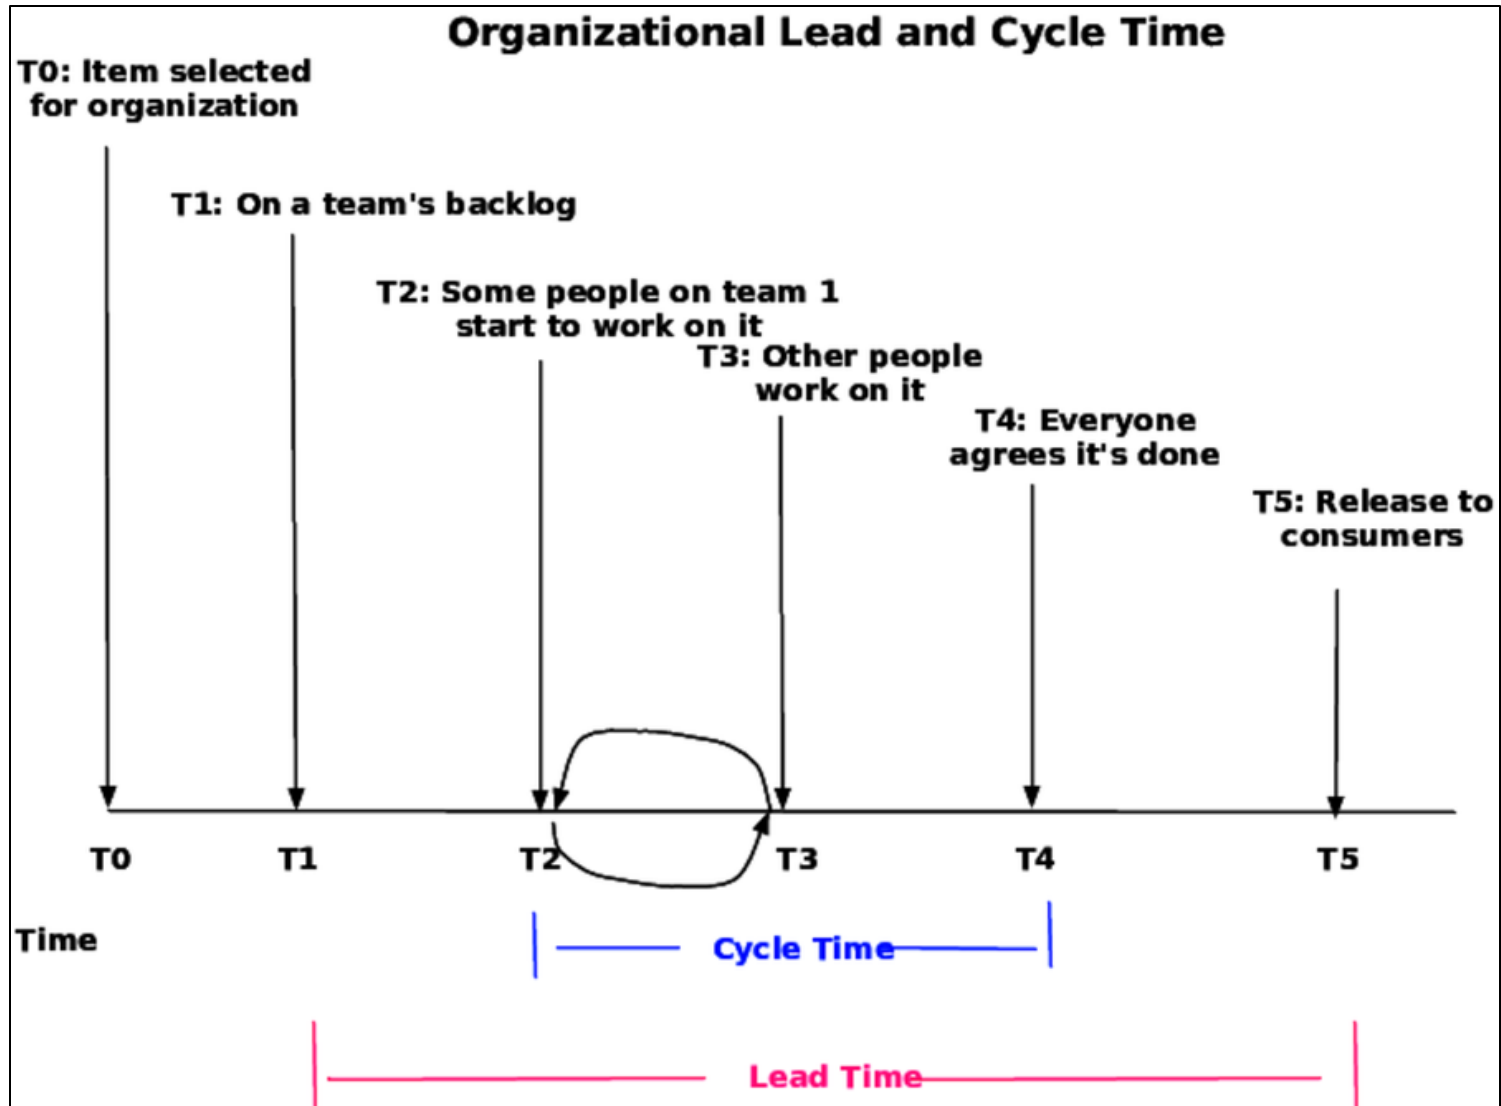 Organizational Lead and Cycle Time
T0: Item selected
for organization
T1: On a team's backlog
T2: Some people on team 1
start to work on it
T3: Other people
work on it
T4: Everyone
agrees it's done
T5: Release to
consumers
T0 T1 T2 T3 T4 T5
Time
Cycle Time
Lead Time